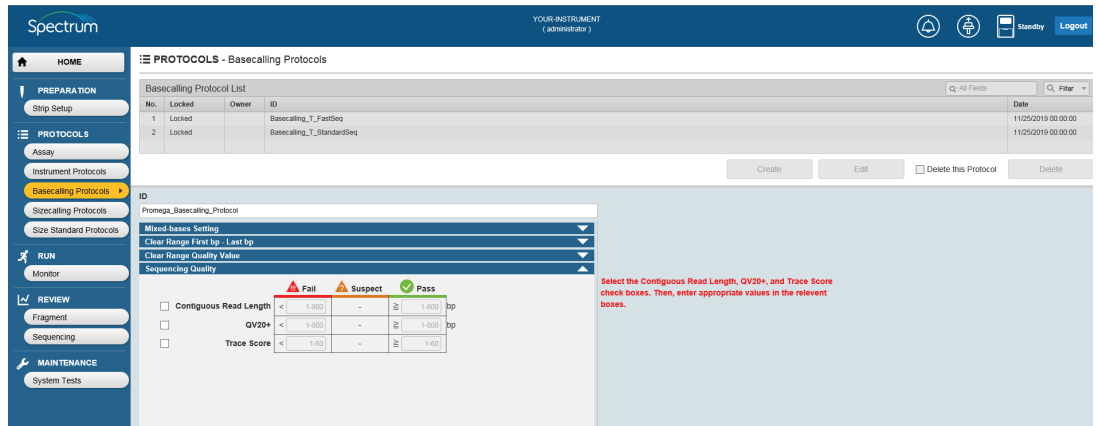 Spectrum
YOUR-INSTRUMENT
( administrator )
Standby
Logout
HOME
PROTOCOLS - Basecalling Protocols
PREPARATION
Strip Setup
PROTOCOLS
Assay
Instrument Protocols
Basecalling Protocols
Sizecalling Protocols
Size Standard Protocols
RUN
Monitor
REVIEW
Fragment
Sequencing
MAINTENANCE
System Tests
Basecalling Protocol List
All Fields
Filter
No. Locked Owner ID Date
1 Locked Basecalling_T_FastSeq 11/25/2019 00:00:00
2 Locked Basecalling_T_StandardSeq 11/25/2019 00:00:00
Create Edit Delete this Protocol Delete
ID
Promega_Basecalling_Protocol
Mixed-bases Setting
Clear Range First bp - Last bp
Clear Range Quality Value
Sequencing Quality
!! Fail ? Suspect Pass
Contiguous Read Length < 1-800 - ≧ 1-800 bp
QV20+ < 1-800 - ≧ 1-800 bp
Trace Score < 1-60 - ≧ 1-60
Select the Contiguous Read Length, QV20+, and Trace Score
check boxes. Then, enter appropriate values in the relevent
boxes.